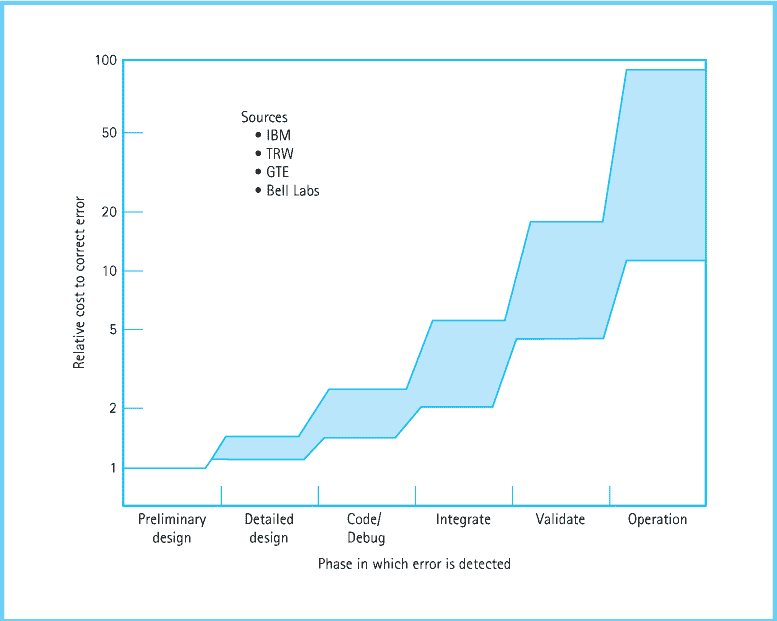 100
50
20
10
5
2
1
Relative cost to correct error
Sources
• IBM
• TRW
• GTE
• Bell Labs
Preliminary
design
Detailed
design
Code/
Debug
Integrate
Validate
Operation
Phase in which error is detected